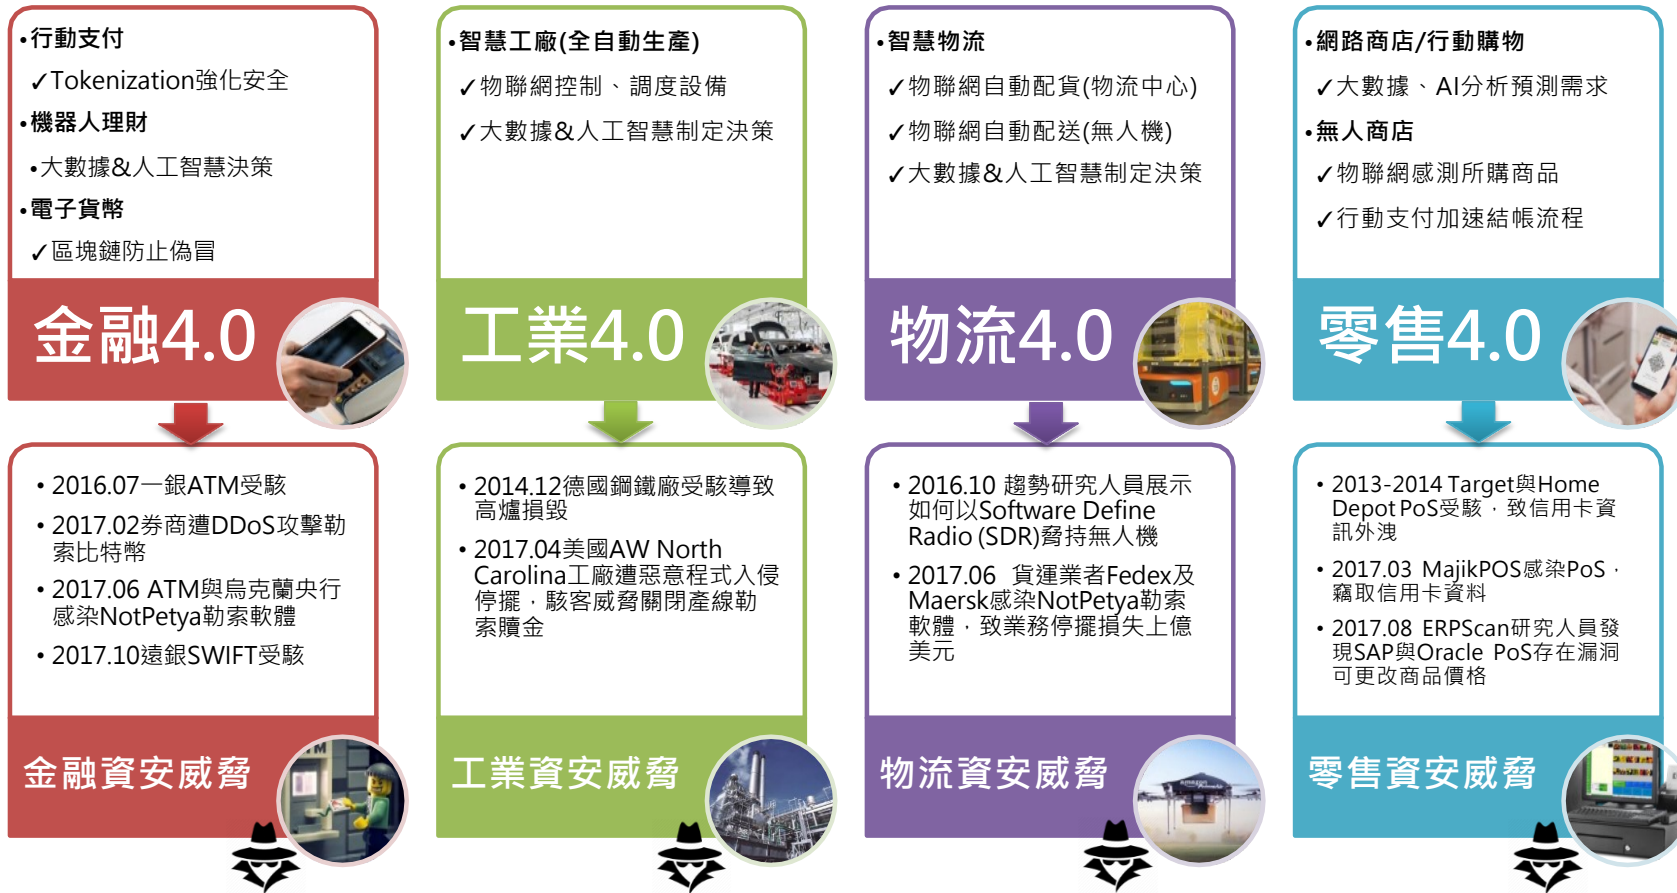 •行動支付
✓Tokenization強化安全
•機器人理財
•大數據&人工智慧決策
•電子貨幣
✓區塊鏈防止偽冒
金融4.0
• 2016.07一銀ATM受駭
• 2017.02券商遭DDoS攻擊勒
索比特幣
• 2017.06 ATM與烏克蘭央行
感染NotPetya勒索軟體
• 2017.10遠銀SWIFT受駭
金融資安威脅
•智慧工廠(全自動生產)
✓物聯網控制、調度設備
✓大數據&人工智慧制定決策
工業4.0
• 2014.12德國鋼鐵廠受駭導致
高爐損毀
• 2017.04美國AW North
Carolina工廠遭惡意程式入侵
停擺，駭客威脅關閉產線勒
索贖金
工業資安威脅
•智慧物流
✓物聯網自動配貨(物流中心)
✓物聯網自動配送(無人機)
✓大數據&人工智慧制定決策
物流4.0
• 2016.10 趨勢研究人員展示
如何以Software Define
Radio (SDR)脅持無人機
• 2017.06 貨運業者Fedex及
Maersk感染NotPetya勒索
軟體，致業務停擺損失上億
美元
物流資安威脅
•網路商店/行動購物
✓大數據、AI分析預測需求
•無人商店
✓物聯網感測所購商品
✓行動支付加速結帳流程
零售4.0
• 2013-2014 Target與Home
Depot PoS受駭，致信用卡資
訊外洩
• 2017.03 MajikPOS感染PoS，
竊取信用卡資料
• 2017.08 ERPScan研究人員發
現SAP與Oracle PoS存在漏洞
可更改商品價格
零售資安威脅